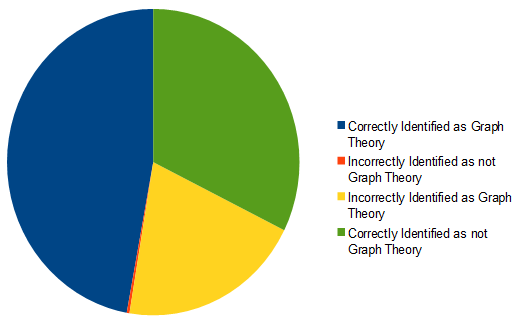 Correctly Identified as Graph
Theory
Incorrectly Identified as not
Graph Theory
Incorrectly Identified as Graph
Theory
Correctly Identified as not
Graph Theory